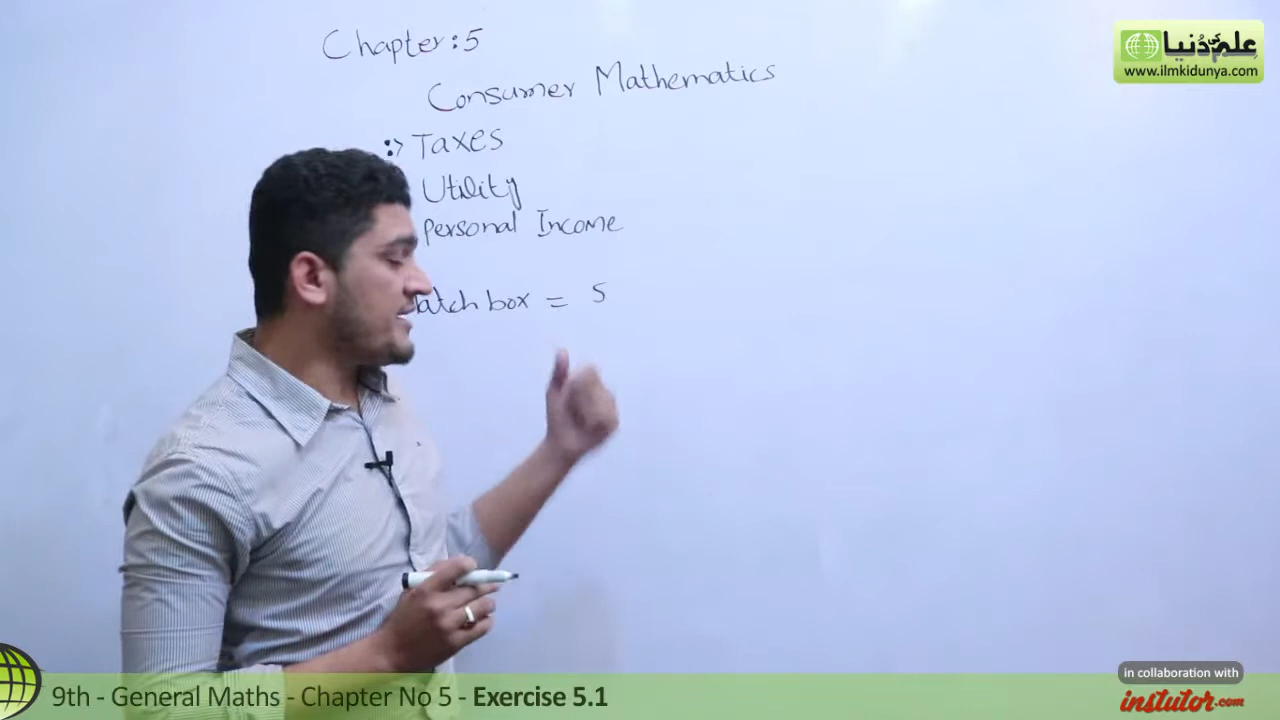 Chapter: 5
Consumer Mathematics
:> Taxes
Utility
Personal Income
atch box = 5
علم کی دنیا
www.ilmkidunya.com
9th - General Maths - Chapter No 5 - Exercise 5.1
in collaboration with
instutor.com